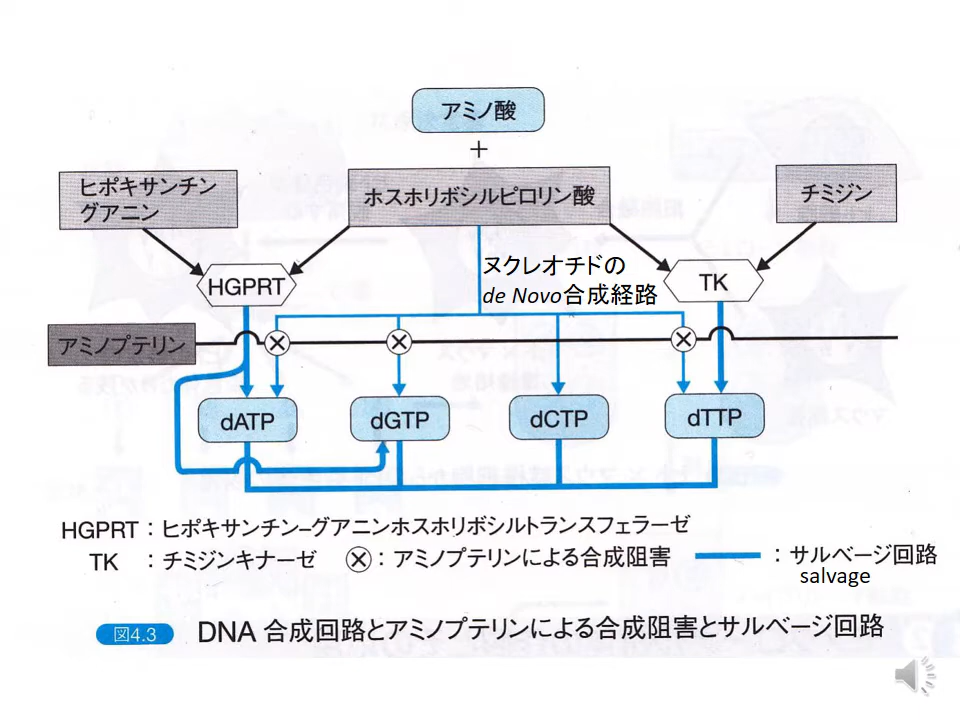 アミノ酸
+
ヒポキサンチン
グアニン
ホスホリボシルピロリン酸
チミジン
HGPRT
ヌクレオチドの
de Novo合成経路
TK
アミノプテリン
dATP
dGTP
dCTP
dTTP
HGPRT：ヒポキサンチン–グアニンホスホリボシルトランスフェラーゼ
TK ：チミジンキナーゼ ⊗：アミノプテリンによる合成阻害 ：サルベージ回路
salvage
図4.3 DNA 合成回路とアミノプテリンによる合成阻害とサルベージ回路